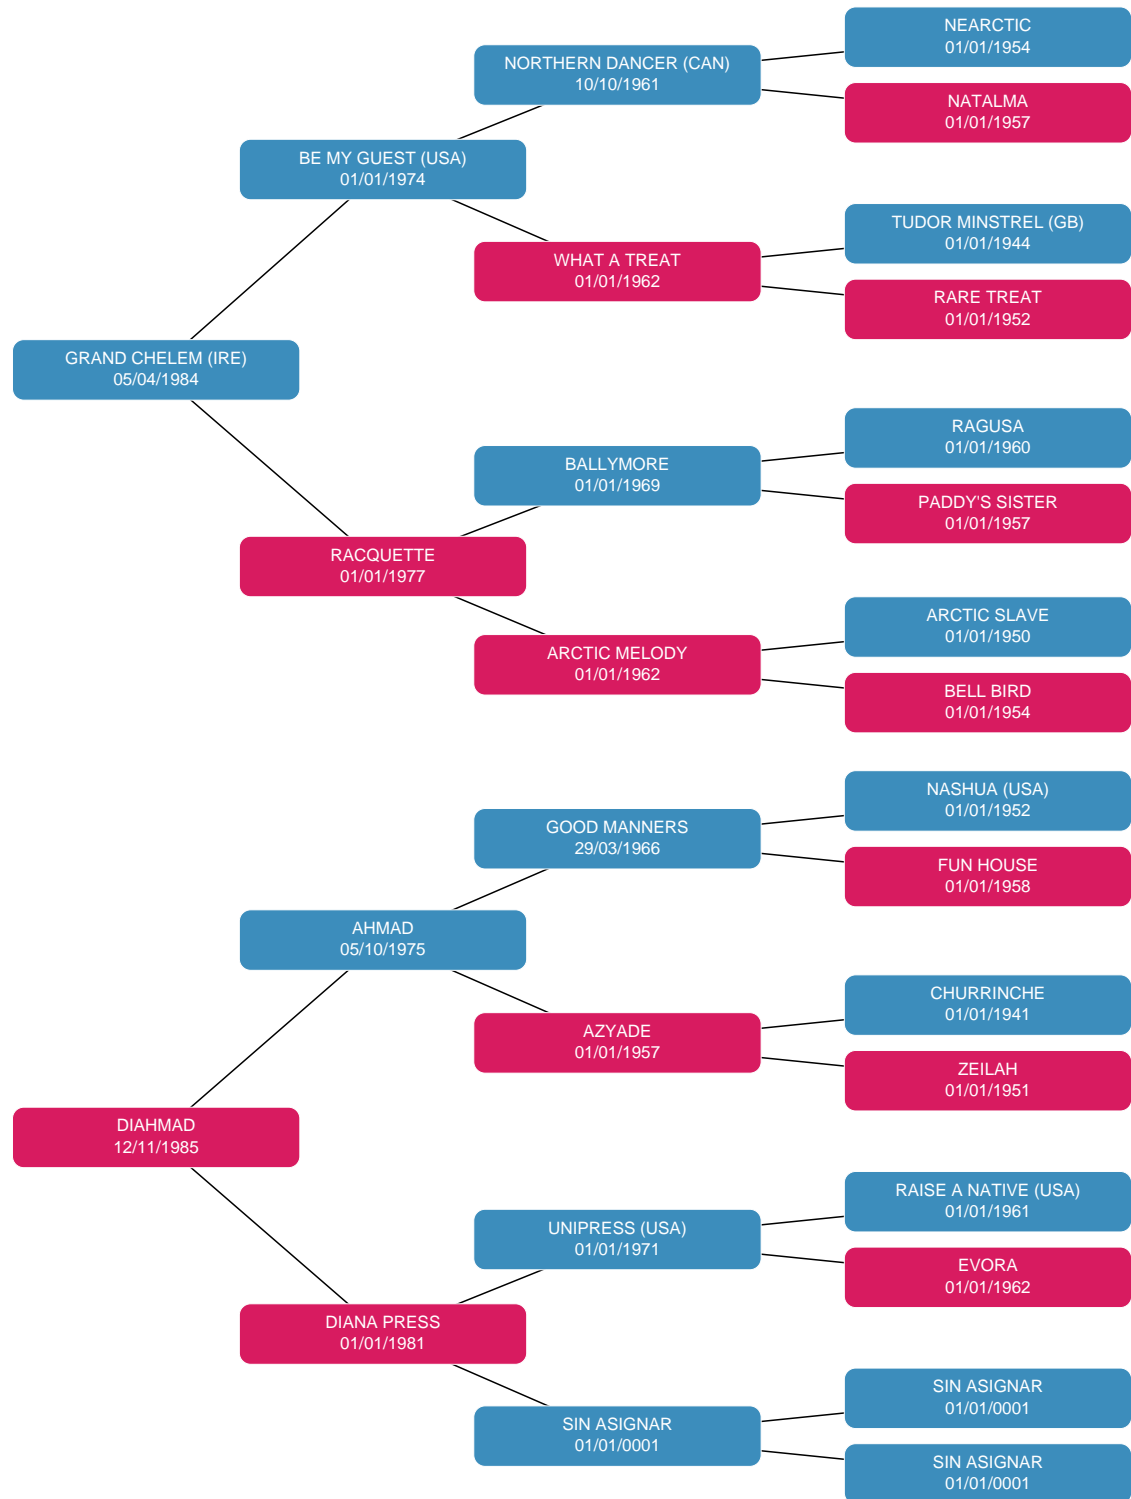 NEARCTIC
01/01/1954
NORTHERN DANCER (CAN)
10/10/1961
NATALMA
01/01/1957
BE MY GUEST (USA)
01/01/1974
TUDOR MINSTREL (GB)
01/01/1944
WHAT A TREAT
01/01/1962
RARE TREAT
01/01/1952
GRAND CHELEM (IRE)
05/04/1984
RAGUSA
01/01/1960
BALLYMORE
01/01/1969
PADDY'S SISTER
01/01/1957
RACQUETTE
01/01/1977
ARCTIC SLAVE
01/01/1950
ARCTIC MELODY
01/01/1962
BELL BIRD
01/01/1954
NASHUA (USA)
01/01/1952
GOOD MANNERS
29/03/1966
FUN HOUSE
01/01/1958
AHMAD
05/10/1975
CHURRINCHE
01/01/1941
AZYADE
01/01/1957
ZEILAH
01/01/1951
DIAHMAD
12/11/1985
RAISE A NATIVE (USA)
01/01/1961
UNIPRESS (USA)
01/01/1971
EVORA
01/01/1962
DIANA PRESS
01/01/1981
SIN ASIGNAR
01/01/0001
SIN ASIGNAR
01/01/0001
SIN ASIGNAR
01/01/0001